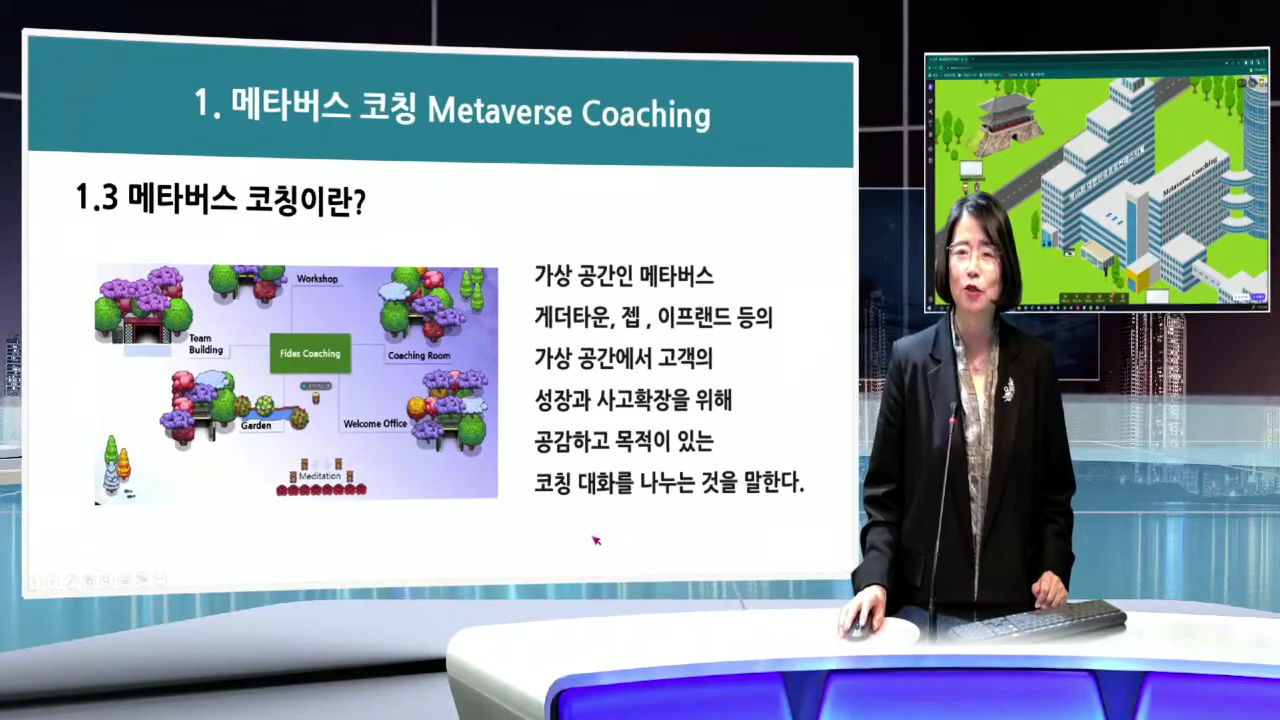 1. 메타버스 코칭 Metaverse Coaching
1.3 메타버스 코칭이란?
Workshop
Team
Building
Fides Coaching
Coaching Room
Garden
Welcome Office
Meditation
가상 공간인 메타버스
게더타운, 젭 , 이프랜드 등의
가상 공간에서 고객의
성장과 사고확장을 위해
공감하고 목적이 있는
코칭 대화를 나누는 것을 말한다.
Metaverse Coaching